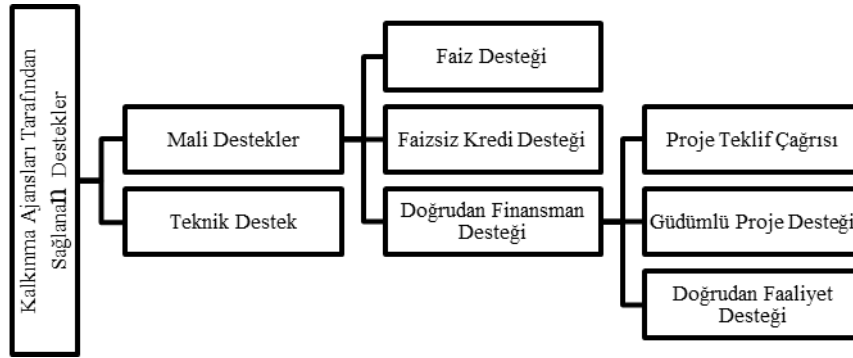 Kalkınma Ajansları Tarafından
Sağlanan Destekler
Mali Destekler
Teknik Destek
Faiz Desteği
Faizsiz Kredi Desteği
Doğrudan Finansman
Desteği
Proje Teklif Çağrısı
Güdümlü Proje Desteği
Doğrudan Faaliyet
Desteği